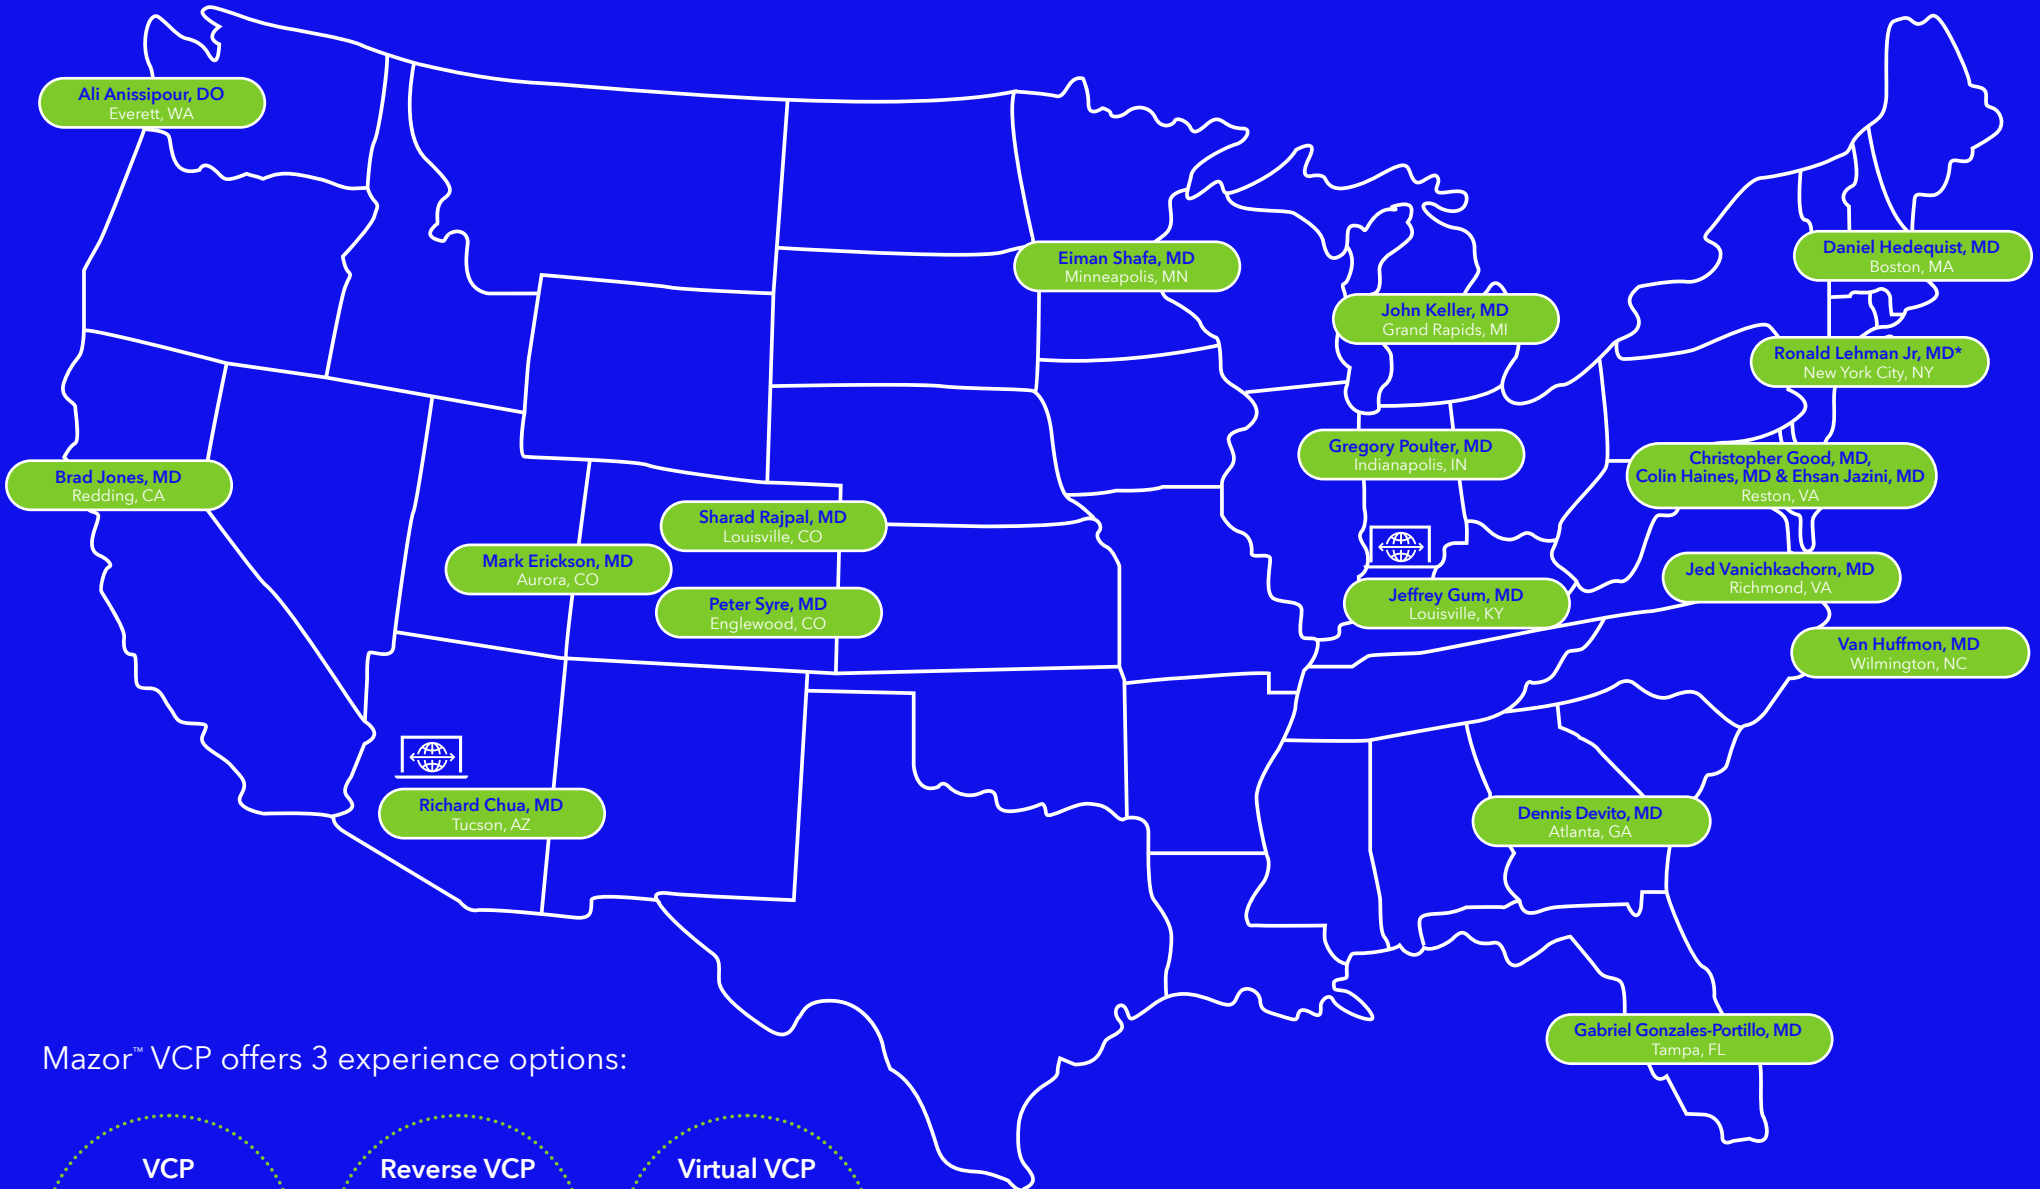 Ali Anissipour, DO
Everett, WA
Eiman Shafa, MD
Minneapolis, MN
Daniel Hedequist, MD
Boston, MA
John Keller, MD
Grand Rapids, MI
Ronald Lehman Jr, MD*
New York City, NY
Gregory Poulter, MD
Indianapolis, IN
Christopher Good, MD,
Colin Haines, MD & Ehsan Jazini, MD
Reston, VA
Brad Jones, MD
Redding, CA
Sharad Rajpal, MD
Louisville, CO
Mark Erickson, MD
Aurora, CO
Peter Syre, MD
Englewood, CO
Jeffrey Gum, MD
Louisville, KY
Jed Vanichkachorn, MD
Richmond, VA
Van Huffmon, MD
Wilmington, NC
Richard Chua, MD
Tucson, AZ
Dennis Devito, MD
Atlanta, GA
Gabriel Gonzales-Portillo, MD
Tampa, FL
Mazor™ VCP offers 3 experience options:
VCP
Reverse VCP
Virtual VCP